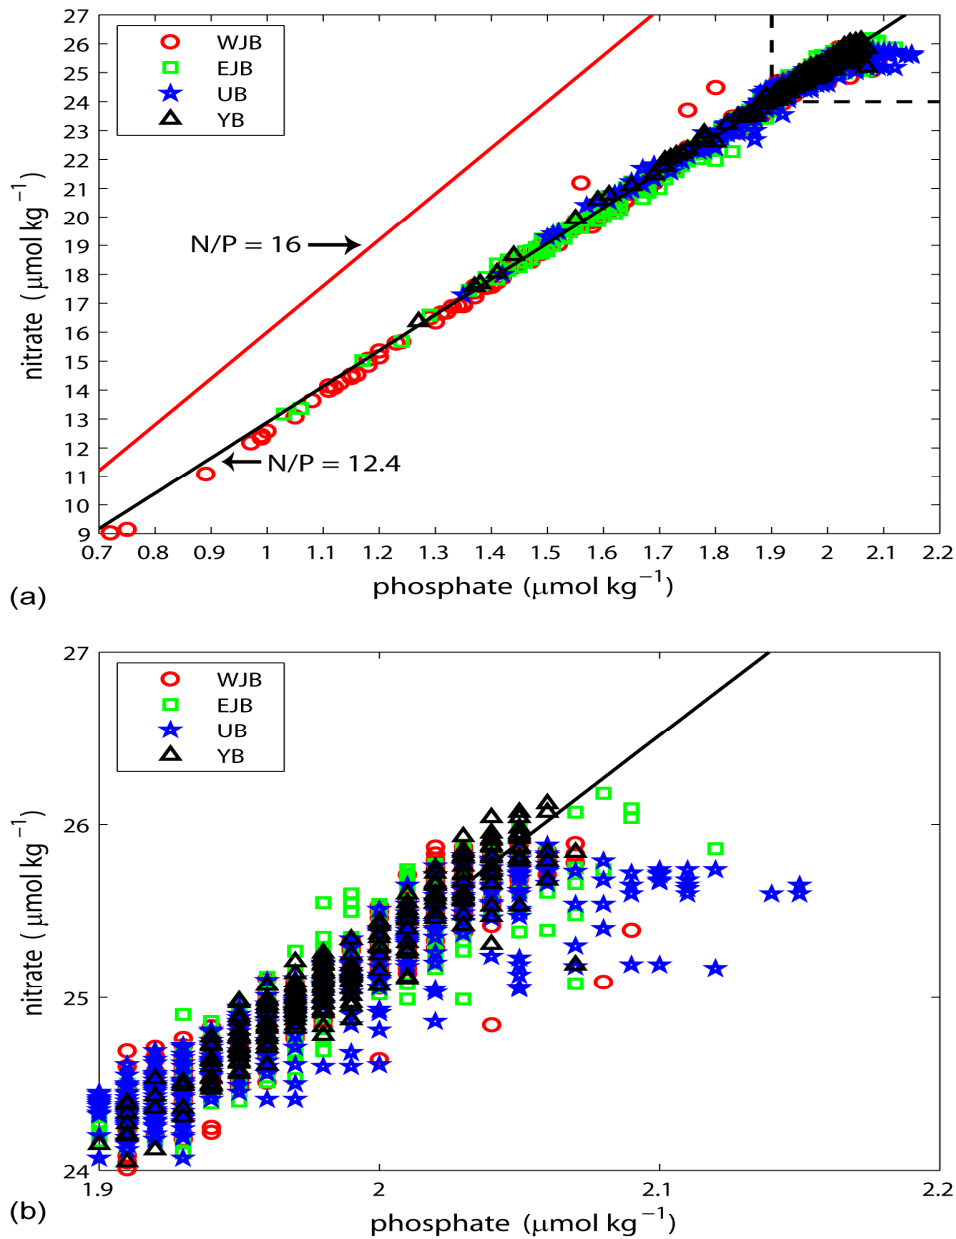 27
26
25
24
23
22
21
20
19
18
17
16
15
14
13
12
11
10
9
WJB
EJB
UB
YB
N/P = 16
N/P = 12.4
nitrate (μmol kg⁻¹)
0.7 0.8 0.9 1 1.1 1.2 1.3 1.4 1.5 1.6 1.7 1.8 1.9 2 2.1 2.2
phosphate (μmol kg⁻¹)
(a)
27
26
25
24
WJB
EJB
UB
YB
nitrate (μmol kg⁻¹)
1.9 2 2.1 2.2
phosphate (μmol kg⁻¹)
(b)